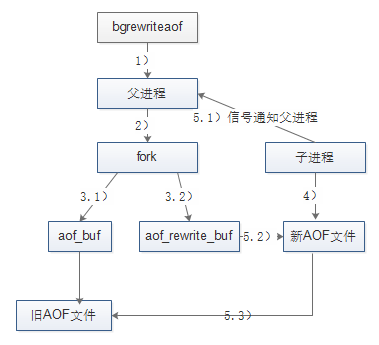 bgrewriteaof
1)
父进程
2)
5.1) 信号通知父进程
fork
子进程
3.1)
3.2)
4)
aof_buf
aof_rewrite_buf
5.2)
新AOF文件
旧AOF文件
5.3)